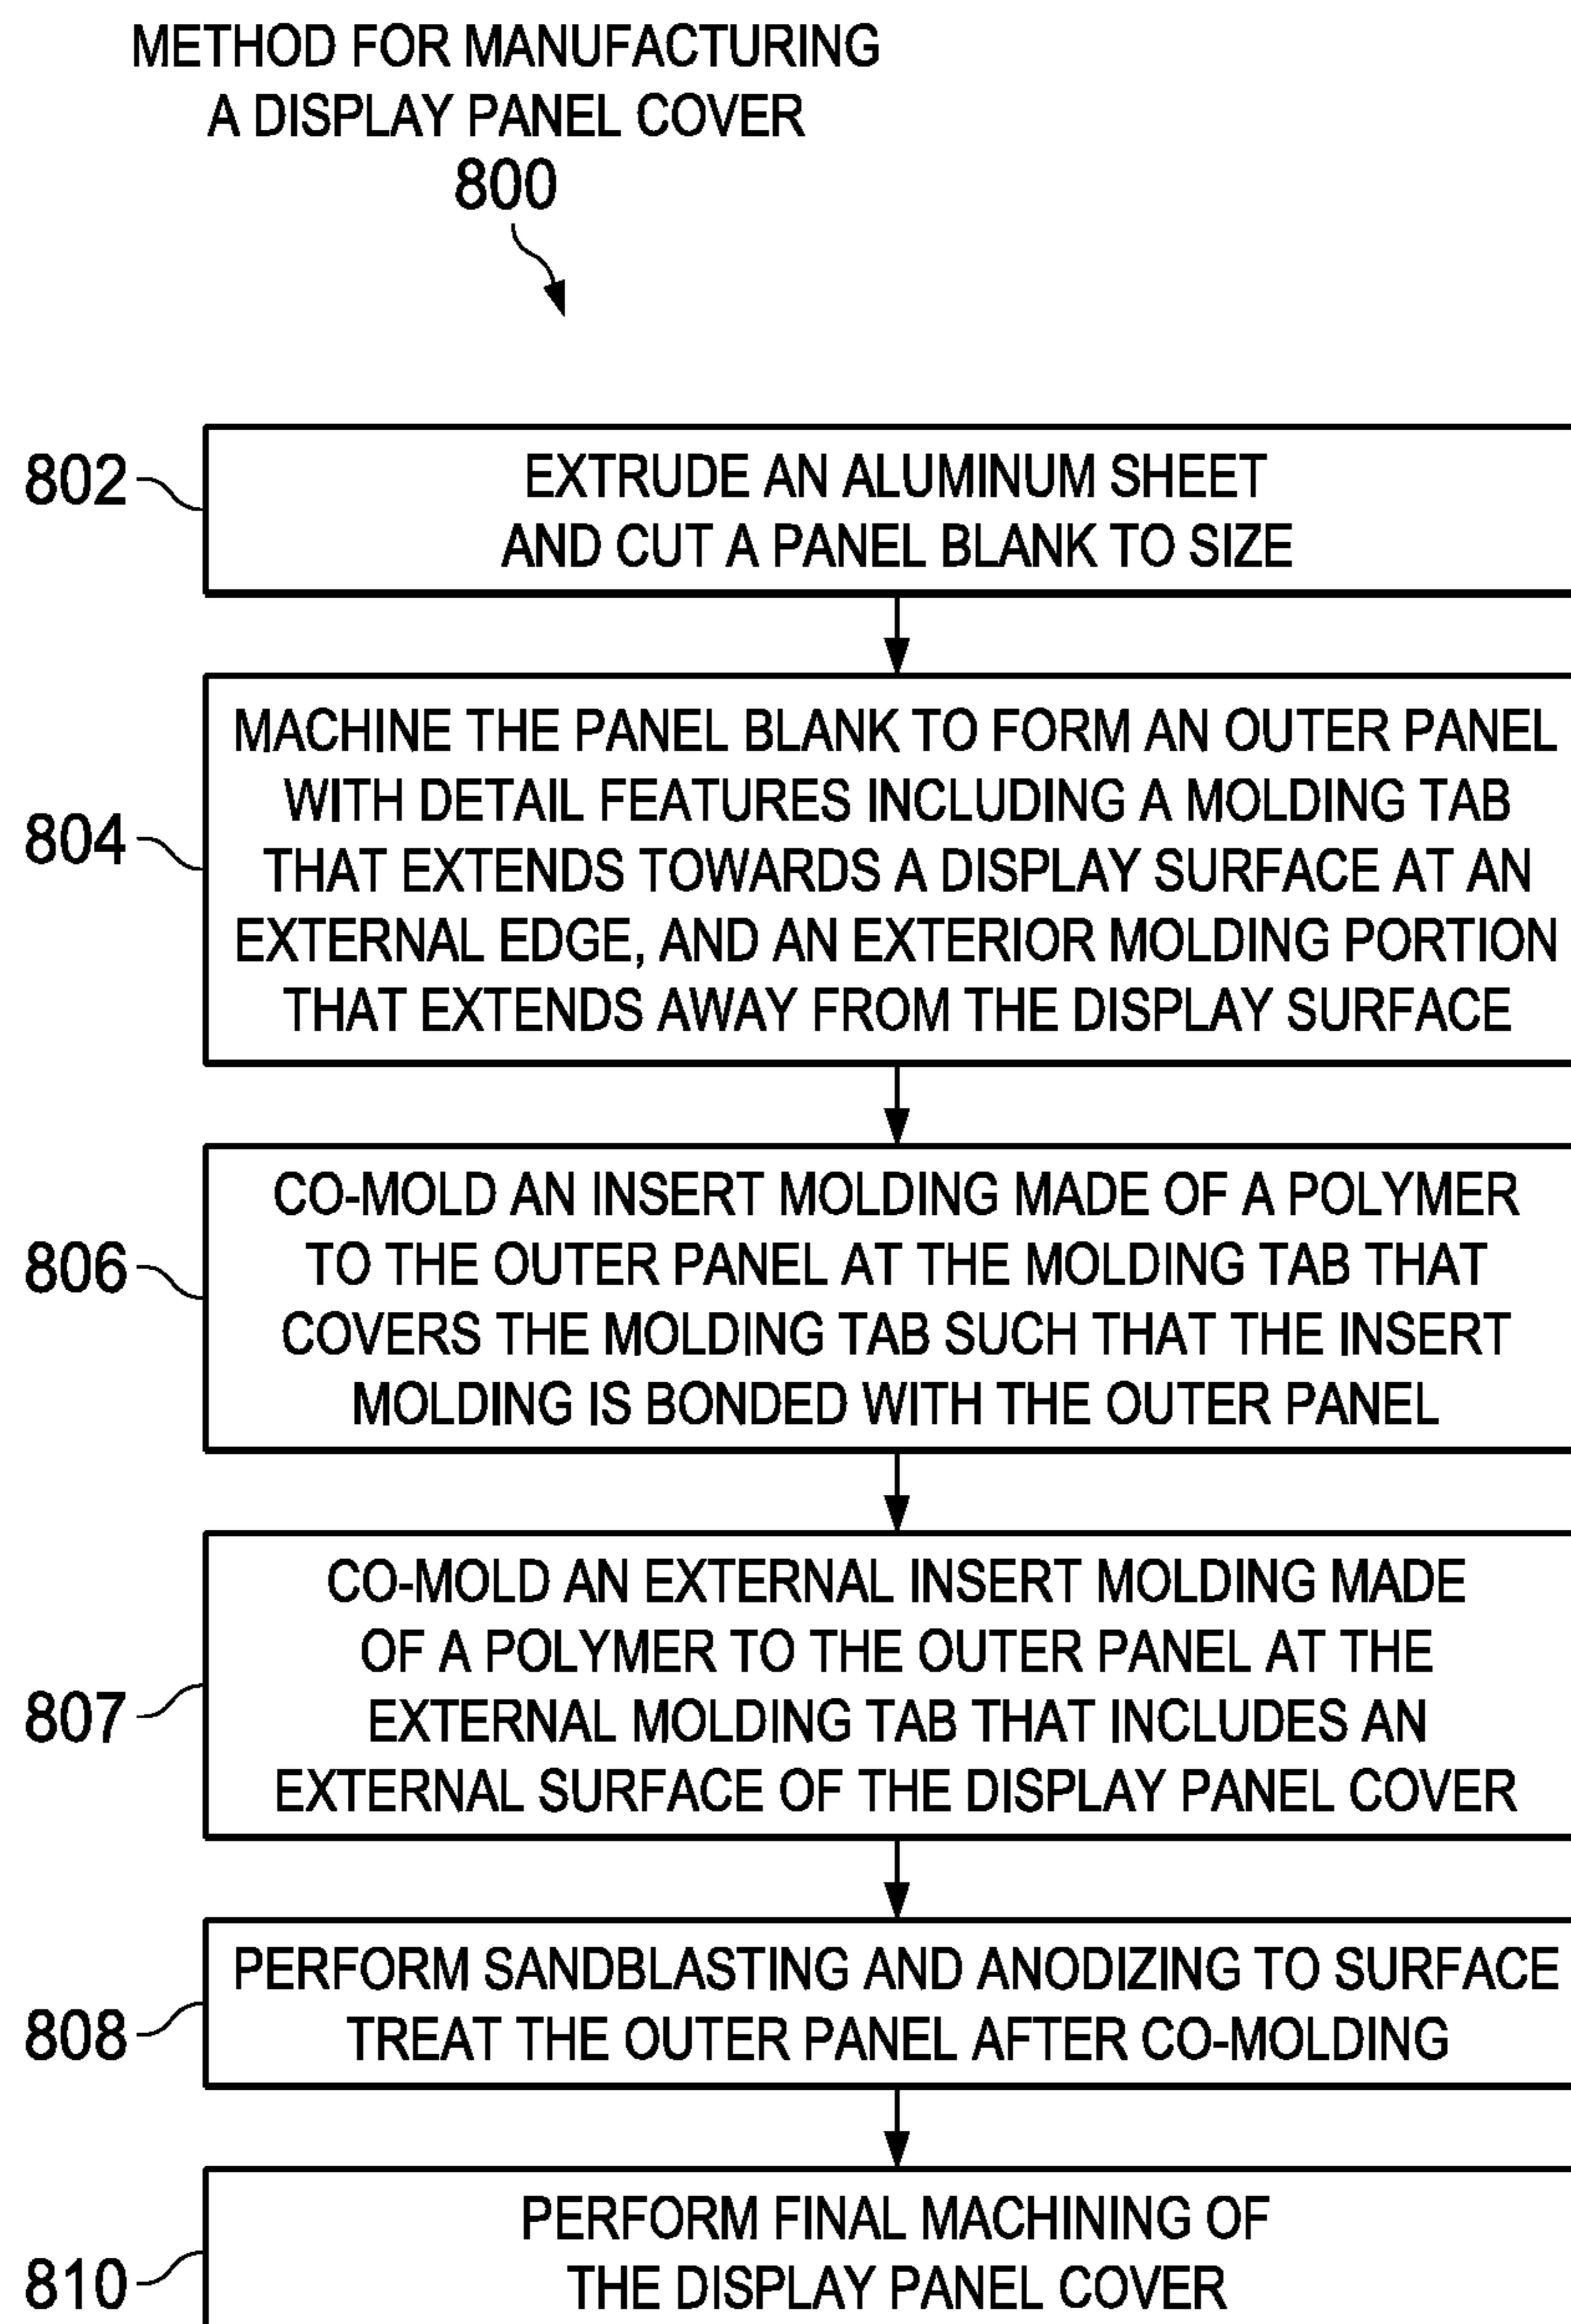 METHOD FOR MANUFACTURING
A DISPLAY PANEL COVER
800
802
EXTRUDE AN ALUMINUM SHEET
AND CUT A PANEL BLANK TO SIZE
804
MACHINE THE PANEL BLANK TO FORM AN OUTER PANEL
WITH DETAIL FEATURES INCLUDING A MOLDING TAB
THAT EXTENDS TOWARDS A DISPLAY SURFACE AT AN
EXTERNAL EDGE, AND AN EXTERIOR MOLDING PORTION
THAT EXTENDS AWAY FROM THE DISPLAY SURFACE
806
CO-MOLD AN INSERT MOLDING MADE OF A POLYMER
TO THE OUTER PANEL AT THE MOLDING TAB THAT
COVERS THE MOLDING TAB SUCH THAT THE INSERT
MOLDING IS BONDED WITH THE OUTER PANEL
807
CO-MOLD AN EXTERNAL INSERT MOLDING MADE
OF A POLYMER TO THE OUTER PANEL AT THE
EXTERNAL MOLDING TAB THAT INCLUDES AN
EXTERNAL SURFACE OF THE DISPLAY PANEL COVER
808
PERFORM SANDBLASTING AND ANODIZING TO SURFACE
TREAT THE OUTER PANEL AFTER CO-MOLDING
810
PERFORM FINAL MACHINING OF
THE DISPLAY PANEL COVER